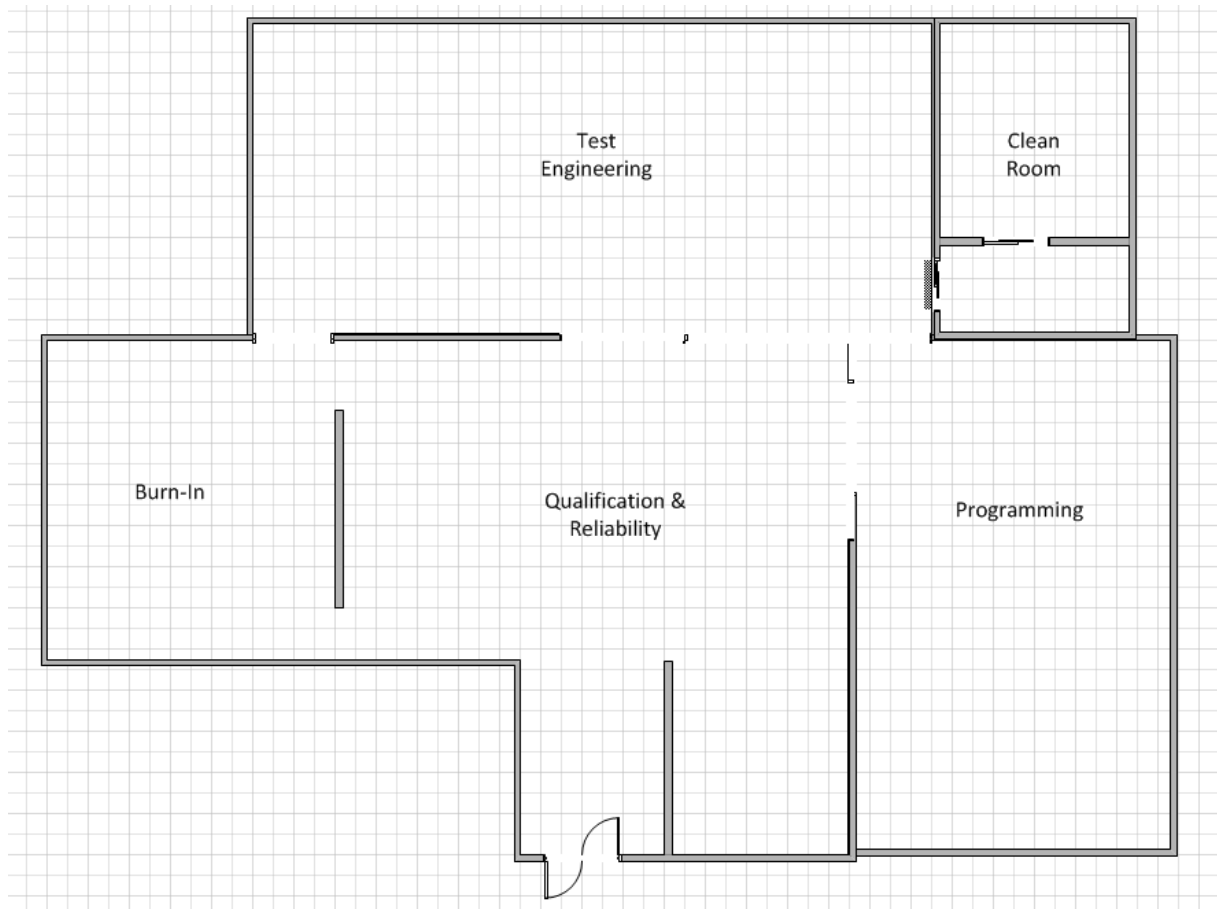 Test
Engineering
Clean
Room
Burn-In
Qualification &
Reliability
Programming